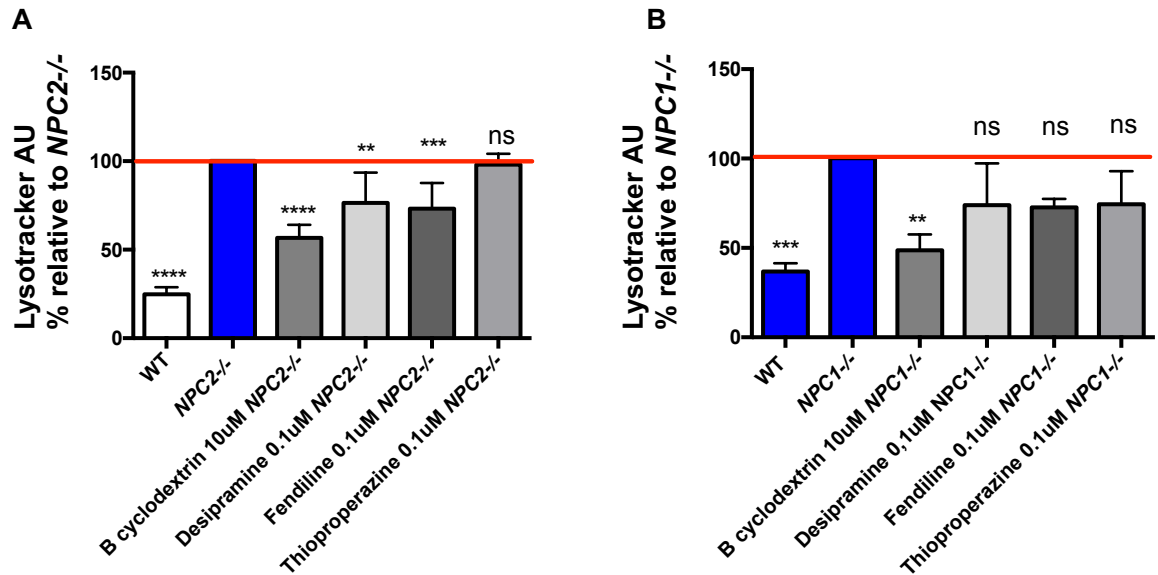 A
Lysotracker AU
% relative to NPC2-/-
150
100
50
0
****
****
**
***
ns
WT
NPC2-/-
B cyclodextrin 10uM NPC2-/-
Desipramine 0.1uM NPC2-/-
Fendiline 0.1uM NPC2-/-
Thioproperazine 0.1uM NPC2-/-
B
Lysotracker AU
% relative to NPC1-/-
150
100
50
0
***
**
ns
ns
ns
WT
NPC1-/-
B cyclodextrin 10uM NPC1-/-
Desipramine 0,1uM NPC1-/-
Fendiline 0.1uM NPC1-/-
Thioproperazine 0.1uM NPC1-/-